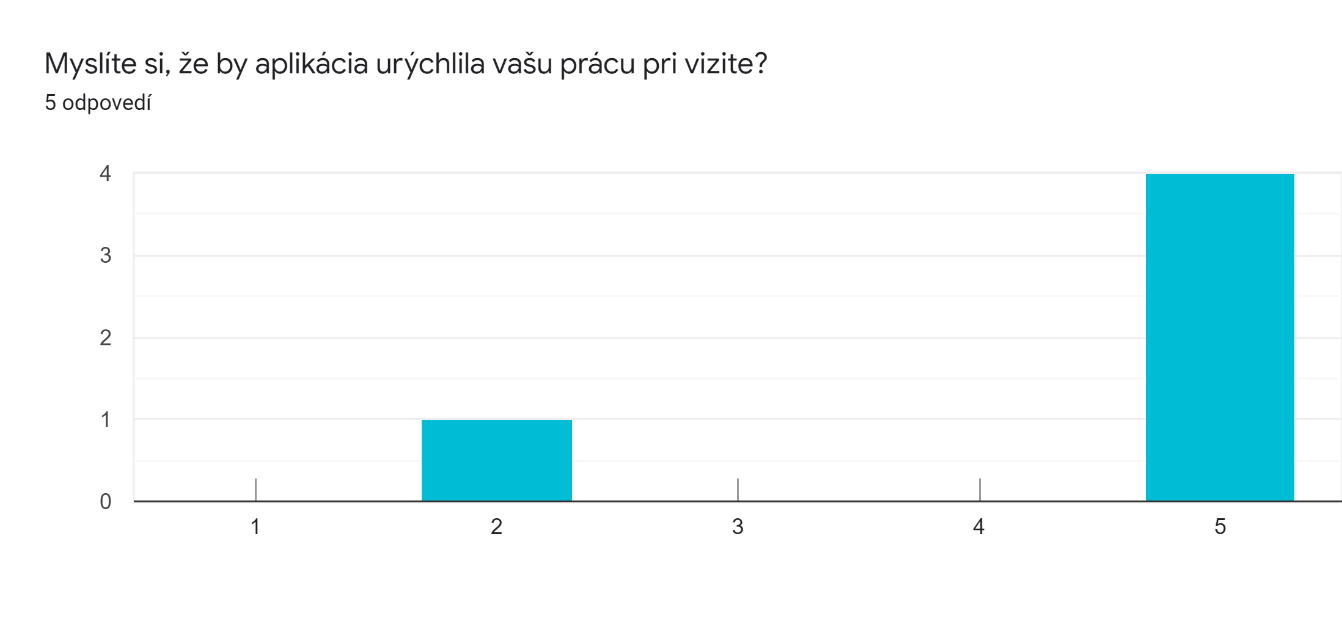 Myslíte si, že by aplikácia urýchlila vašu prácu pri vizite?
5 odpovedí
4
3
2
1
0
1 2 3 4 5